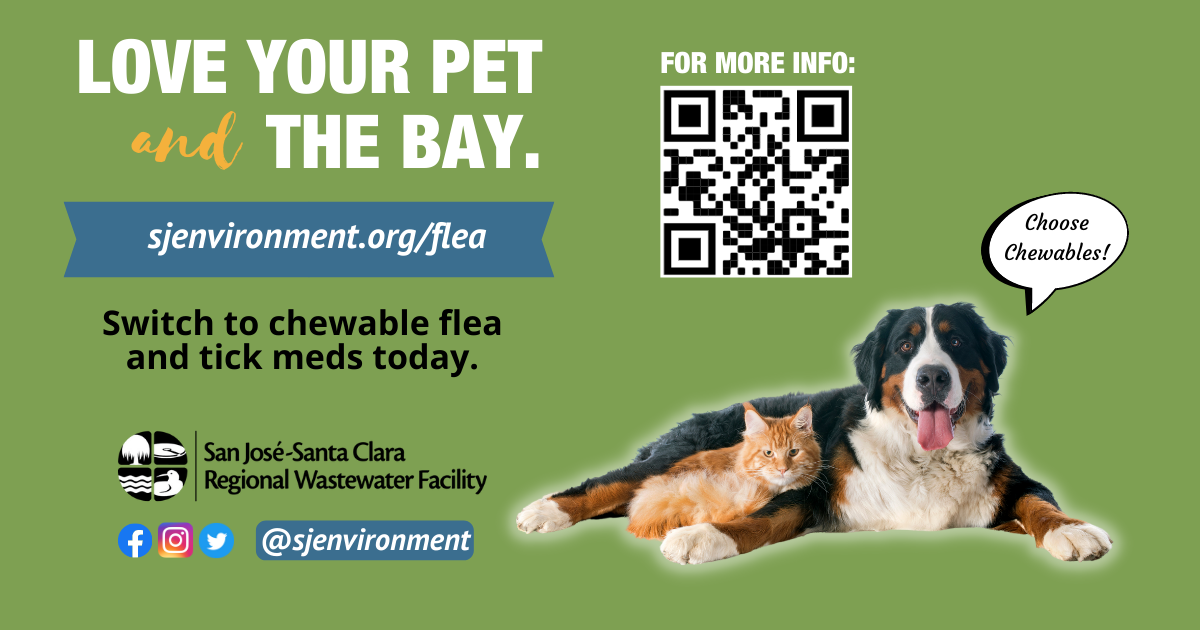 LOVE YOUR PET
and THE BAY.
sjenvironment.org/flea
Switch to chewable flea
and tick meds today.
San José-Santa Clara
Regional Wastewater Facility
@sjenvironment
FOR MORE INFO:
Choose
Chewables!